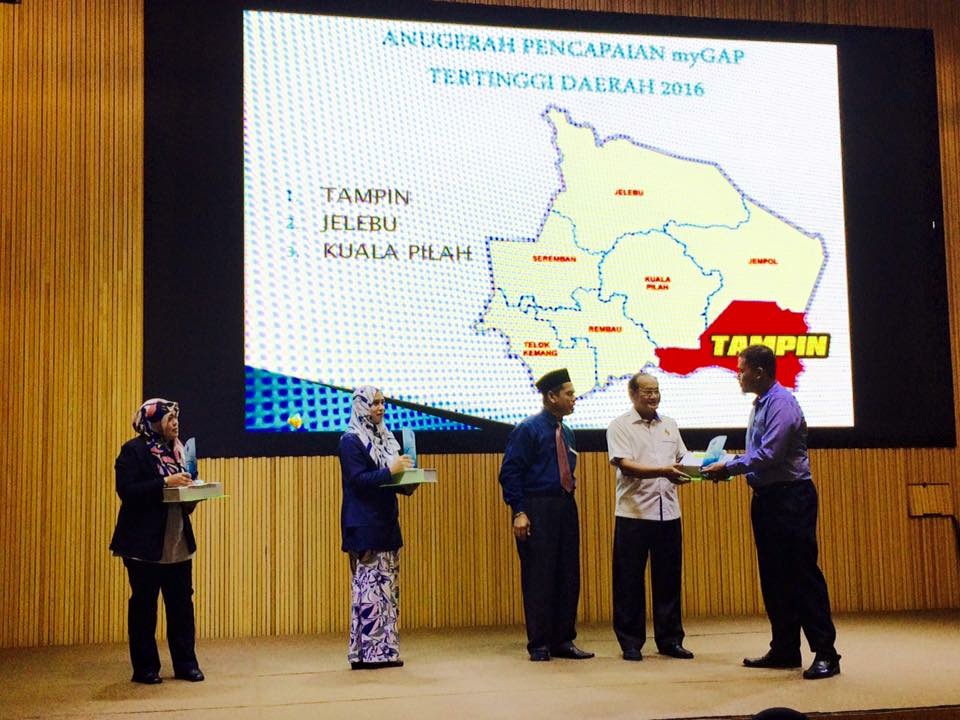 ANUGERAH PENCAPAIAN myGAP
TERTINGGI DAERAH 2016
1. TAMPIN
2. JELEBU
3. KUALA PILAH
JELEBU
SEREMBAN
JEMPOL
KUALA
PILAH
REMBAU
TELOK
KEMANG
TAMPIN